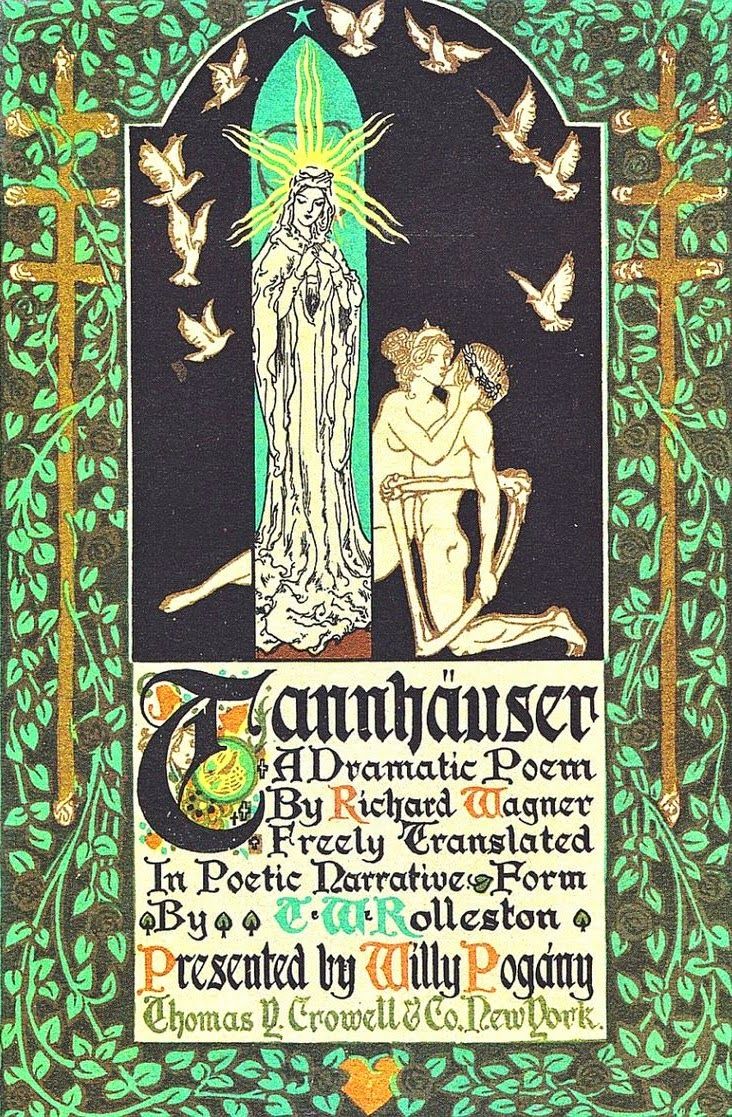 Tannhäuser
A Dramatic Poem
By Richard Wagner
Freely Translated
In Poetic Narrative Form
By T·W·Rolleston
Presented by Willy Pogány
Thomas Y. Crowell & Co. New York.